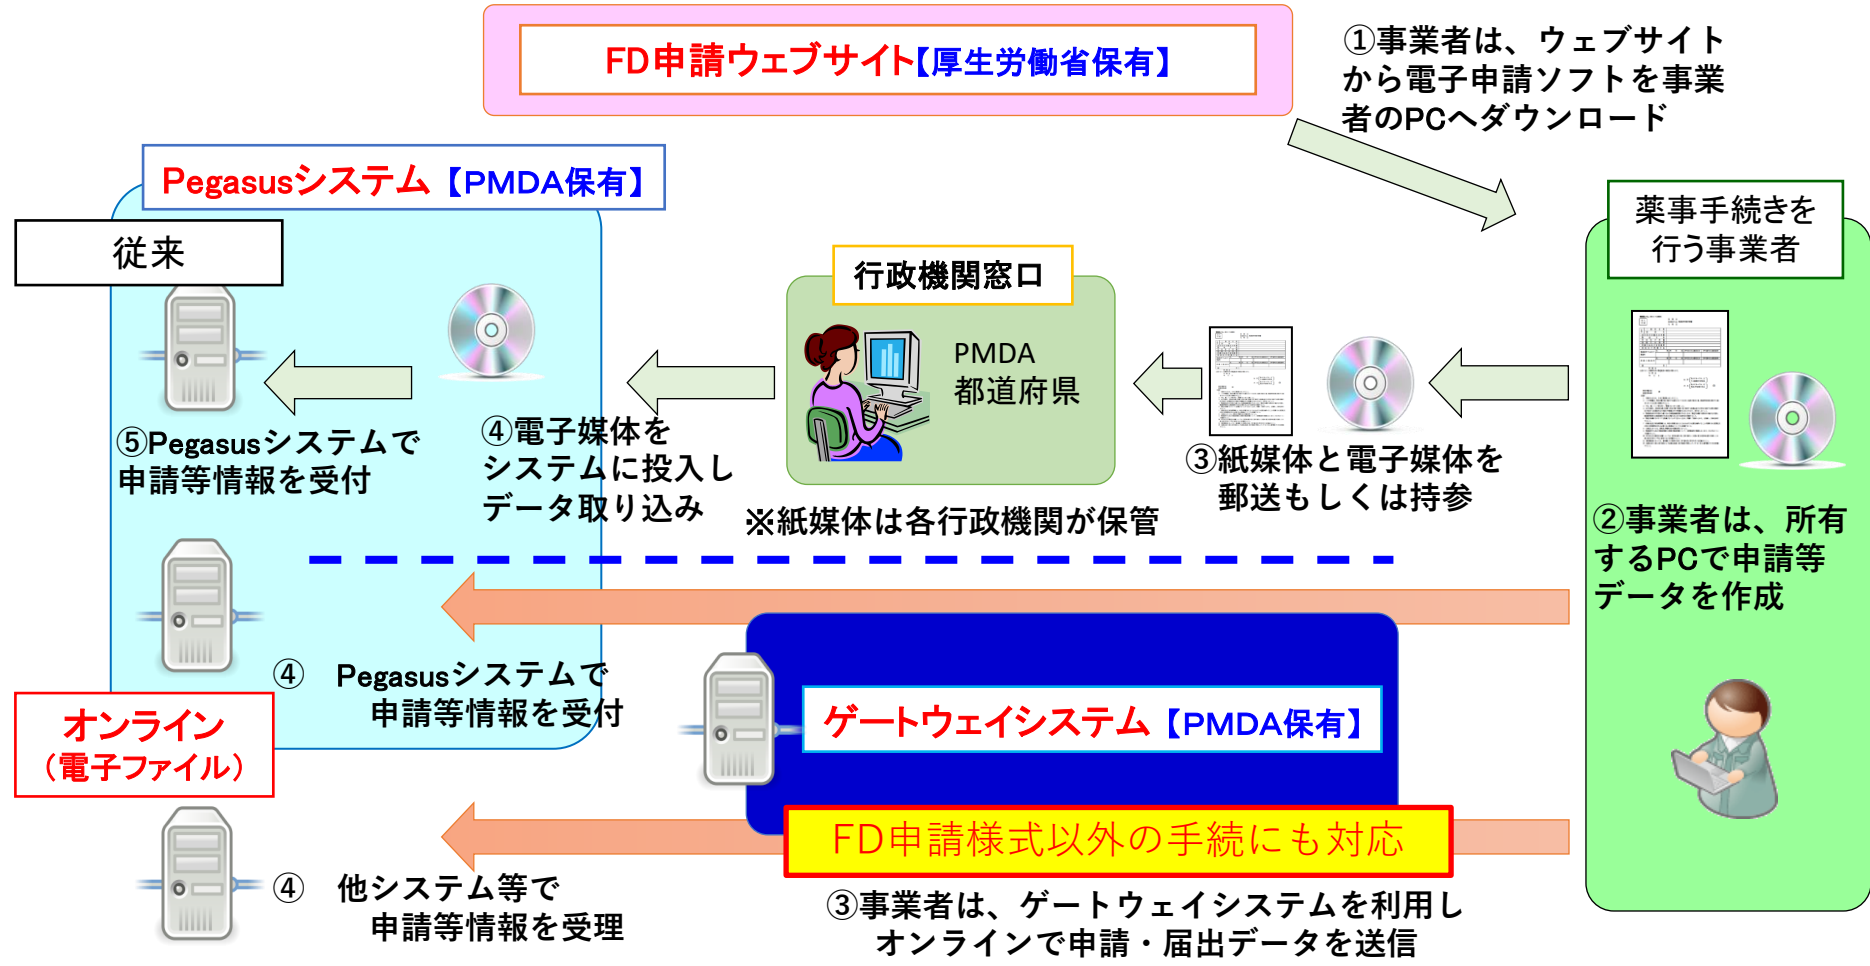 FD申請ウェブサイト【厚生労働省保有】
①事業者は、ウェブサイト
から電子申請ソフトを事業
者のPCへダウンロード
Pegasusシステム【PMDA保有】
従来
行政機関窓口
PMDA
都道府県
薬事手続きを
行う事業者
⑤Pegasusシステムで
申請等情報を受付
④電子媒体を
システムに投入し
データ取り込み
③紙媒体と電子媒体を
郵送もしくは持参
※紙媒体は各行政機関が保管
②事業者は、所有
するPCで申請等
データを作成
④ Pegasusシステムで
申請等情報を受付
オンライン
（電子ファイル）
ゲートウェイシステム【PMDA保有】
FD申請様式以外の手続にも対応
④ 他システム等で
申請等情報を受理
③事業者は、ゲートウェイシステムを利用し
オンラインで申請・届出データを送信